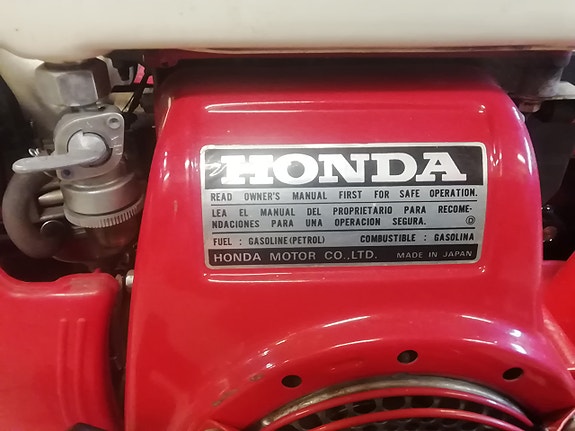 HONDA
READ OWNER'S MANUAL FIRST FOR SAFE OPERATION.
LEA EL MANUAL DEL PROPRIETARIO PARA RECOME-
NDACIONES PARA UNA OPERACION SEGURA. D
FUEL : GASOLINE (PETROL) COMBUSTIBLE : GASOLINA
HONDA MOTOR CO., LTD. MADE IN JAPAN